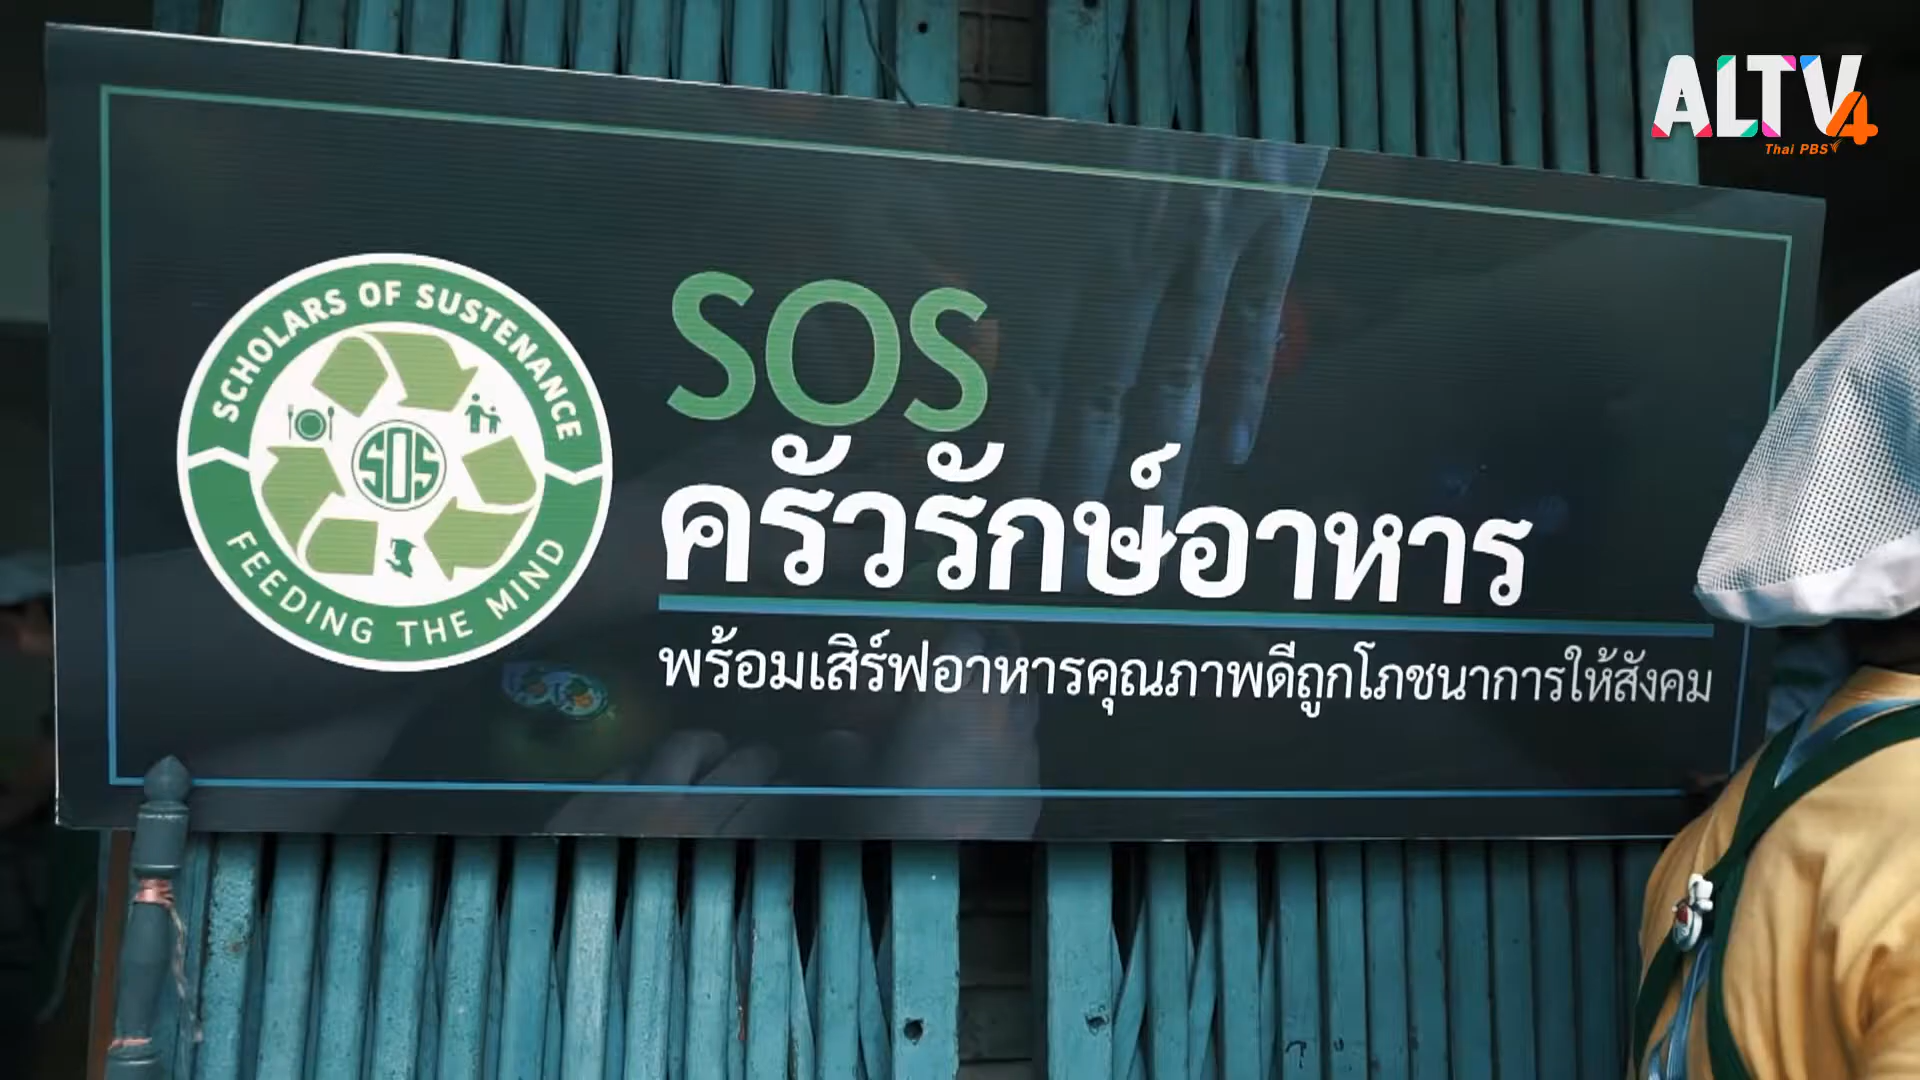 ALTV4
Thai PBS
SCHOLARS OF SUSTENANCE
SOS
FEEDING THE MIND
SOS
ครัวรักษ์อาหาร
พร้อมเสิร์ฟอาหารคุณภาพดีถูกโภชนาการให้สังคม